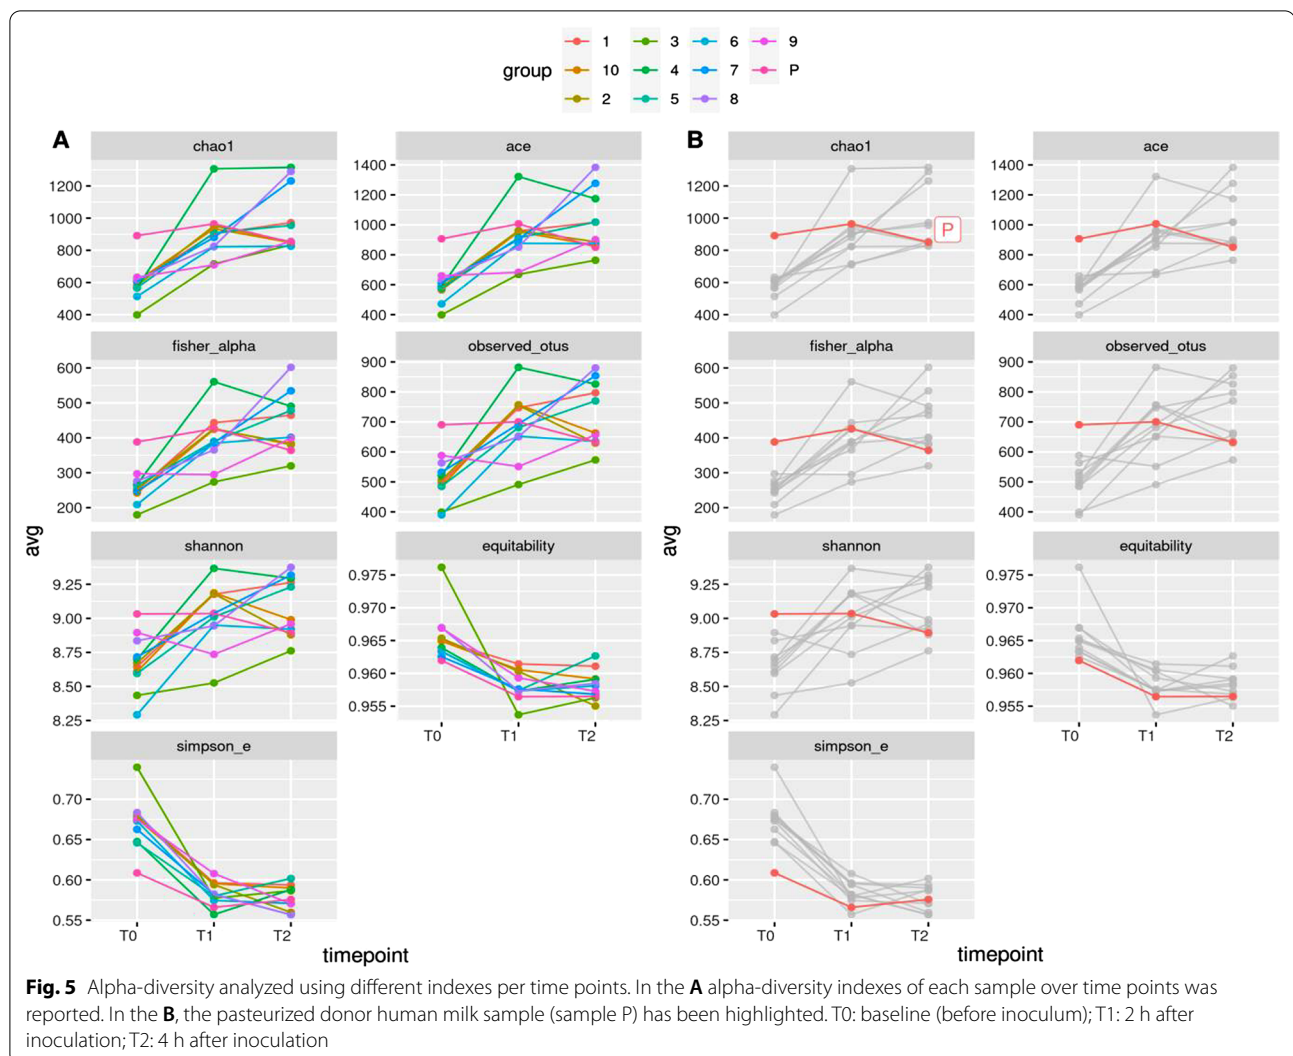 group
1 3 6 9
10 4 7 P
2 5 8
A
chao1
1200
1000
800
600
400
ace
1400
1200
1000
800
600
400
fisher_alpha
600
500
400
300
200
observed_otus
900
800
700
600
500
400
avg
shannon
9.25
9.00
8.75
8.50
8.25
equitability
0.975
0.970
0.965
0.960
0.955
T0 T1 T2
simpson_e
0.70
0.65
0.60
0.55
T0 T1 T2
timepoint
B
chao1
1200
1000
800
600
400
P
ace
1400
1200
1000
800
600
400
fisher_alpha
600
500
400
300
200
observed_otus
900
800
700
600
500
400
avg
shannon
9.25
9.00
8.75
8.50
8.25
equitability
0.975
0.970
0.965
0.960
0.955
T0 T1 T2
simpson_e
0.70
0.65
0.60
0.55
T0 T1 T2
timepoint
Fig. 5 Alpha-diversity analyzed using different indexes per time points. In the A alpha-diversity indexes of each sample over time points was
reported. In the B, the pasteurized donor human milk sample (sample P) has been highlighted. T0: baseline (before inoculum); T1: 2 h after
inoculation; T2: 4 h after inoculation